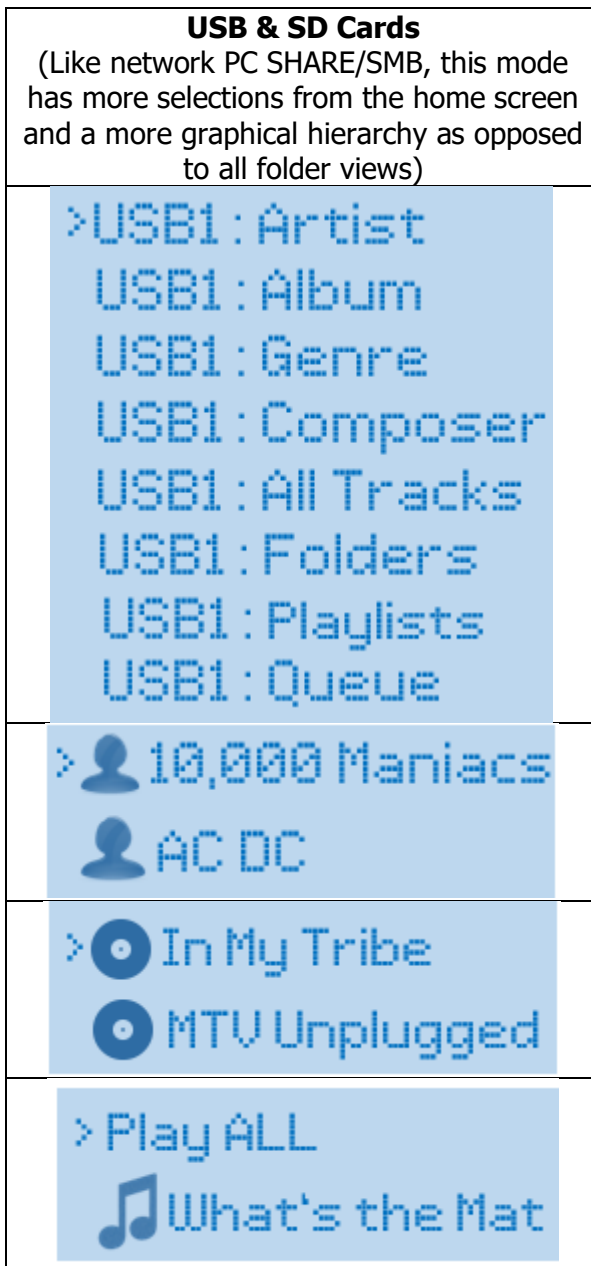 USB & SD Cards
(Like network PC SHARE/SMB, this mode
has more selections from the home screen
and a more graphical hierarchy as opposed
to all folder views)
>USB1 : Artist
USB1 : Album
USB1 : Genre
USB1 : Composer
USB1 : All Tracks
USB1 : Folders
USB1 : Playlists
USB1 : Queue
>10,000 Maniacs
AC DC
>In My Tribe
MTV Unplugged
> Play ALL
What's the Mat